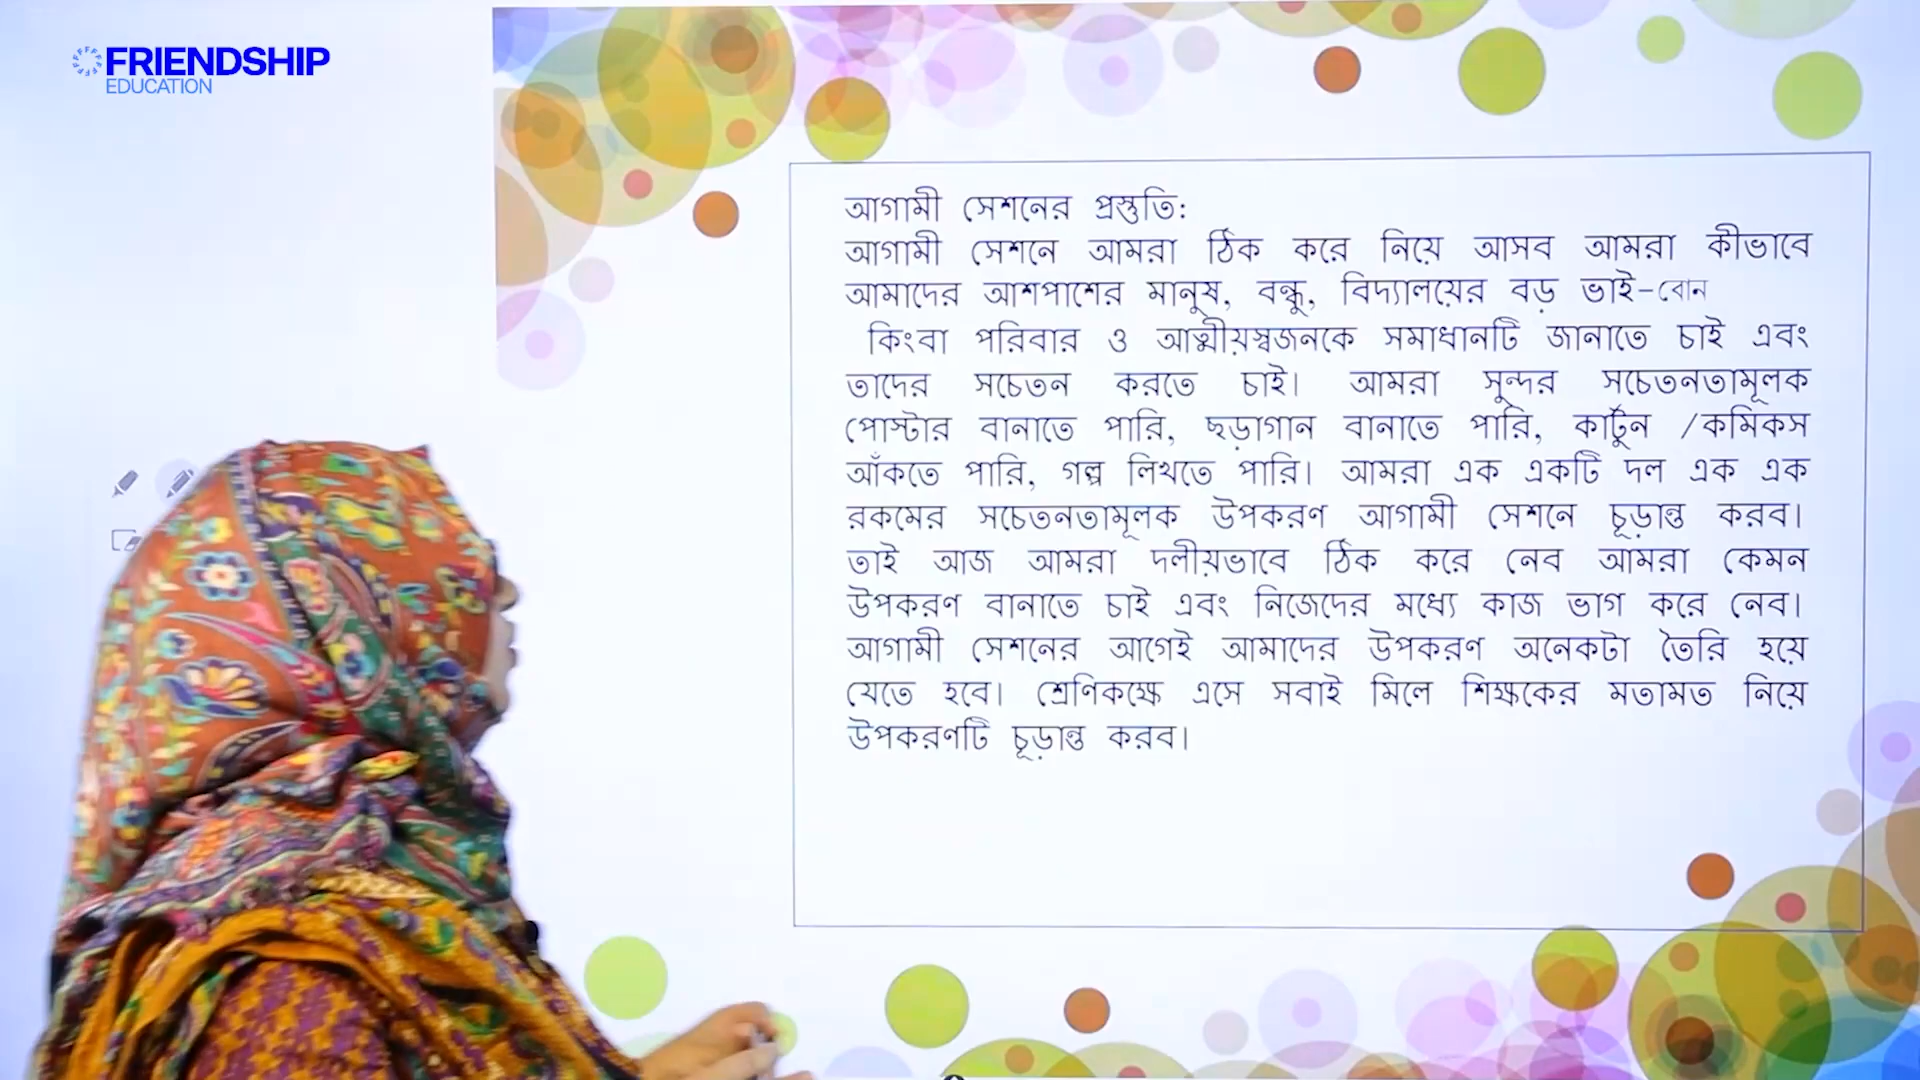 FRIENDSHIP
EDUCATION
আগামী সেশনের প্রস্তুতি:
আগামী সেশনে আমরা ঠিক করে নিয়ে আসব আমরা কীভাবে
আমাদের আশপাশের মানুষ, বন্ধু, বিদ্যালয়ের বড় ভাই-বোন
কিংবা পরিবার ও আত্মীয়স্বজনকে সমাধানটি জানাতে চাই এবং
তাদের সচেতন করতে চাই। আমরা সুন্দর সচেতনতামূলক
পোস্টার বানাতে পারি, ছড়াগান বানাতে পারি, কার্টুন /কমিকস
আঁকতে পারি, গল্প লিখতে পারি। আমরা এক একটি দল এক এক
রকমের সচেতনতামূলক উপকরণ আগামী সেশনে চূড়ান্ত করব।
তাই আজ আমরা দলীয়ভাবে ঠিক করে নেব আমরা কেমন
উপকরণ বানাতে চাই এবং নিজেদের মধ্যে কাজ ভাগ করে নেব।
আগামী সেশনের আগেই আমাদের উপকরণ অনেকটা তৈরি হয়ে
যেতে হবে। শ্রেণিকক্ষে এসে সবাই মিলে শিক্ষকের মতামত নিয়ে
উপকরণটি চূড়ান্ত করব।